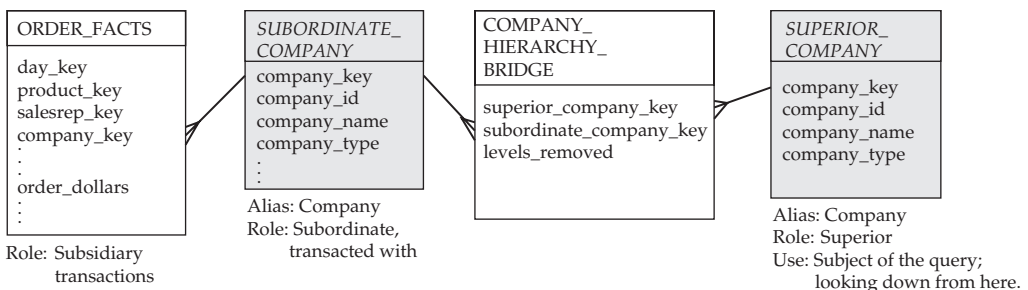 ORDER_FACTS
day_key
product_key
salesrep_key
company_key
:
:
order_dollars
:
:
Role: Subsidiary
transactions
SUBORDINATE_
COMPANY
company_key
company_id
company_name
company_type
:
:
Alias: Company
Role: Subordinate,
transacted with
COMPANY_
HIERARCHY_
BRIDGE
superior_company_key
subordinate_company_key
levels_removed
SUPERIOR_
COMPANY
company_key
company_id
company_name
company_type
Alias: Company
Role: Superior
Use: Subject of the query;
looking down from here.